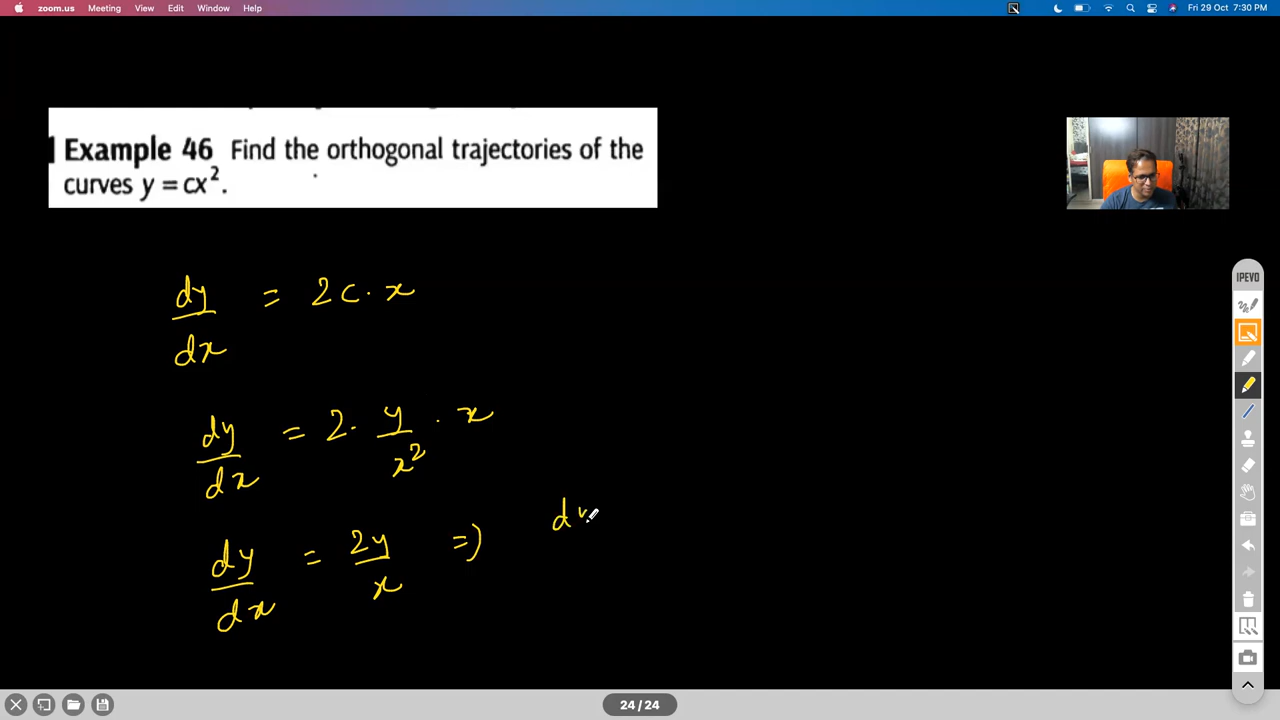 zoom.us Meeting View Edit Window Help Fri 29 Oct 7:30 PM
Example 46 Find the orthogonal trajectories of the
curves y = cx².
dy/dx = 2c · x
IPEVO
dy/dx = 2 · y/x² · x
dy/dx = 2y/x => dy
24 / 24